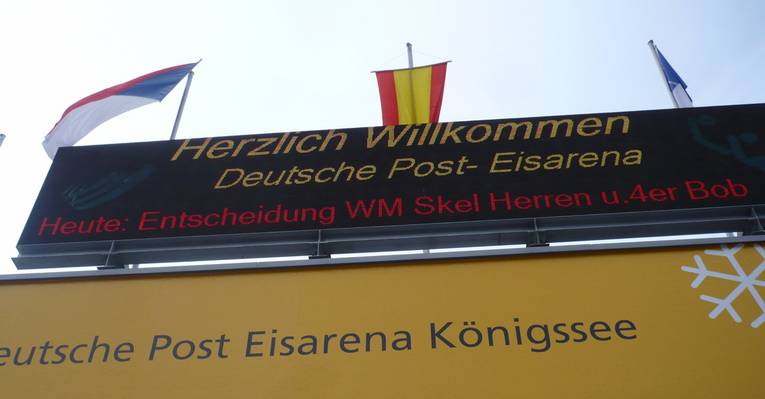 Herzlich Willkommen
Deutsche Post- Eisarena
Heute: Entscheidung WM Skel Herren u.4er Bob
eutsche Post Eisarena Königssee